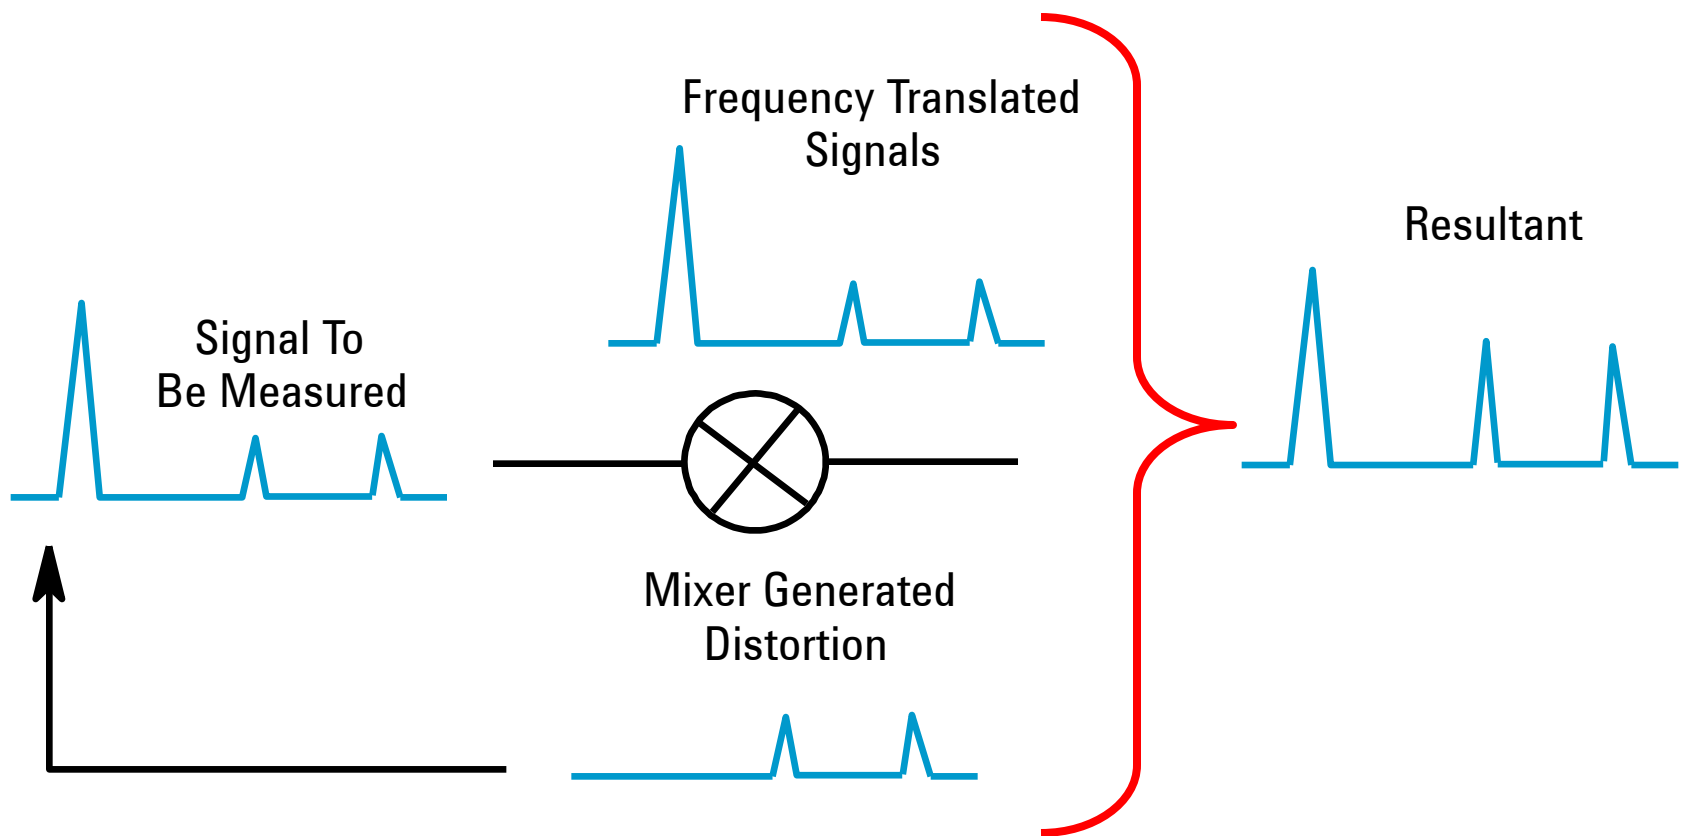 Frequency Translated
Signals
Resultant
Signal To
Be Measured
Mixer Generated
Distortion